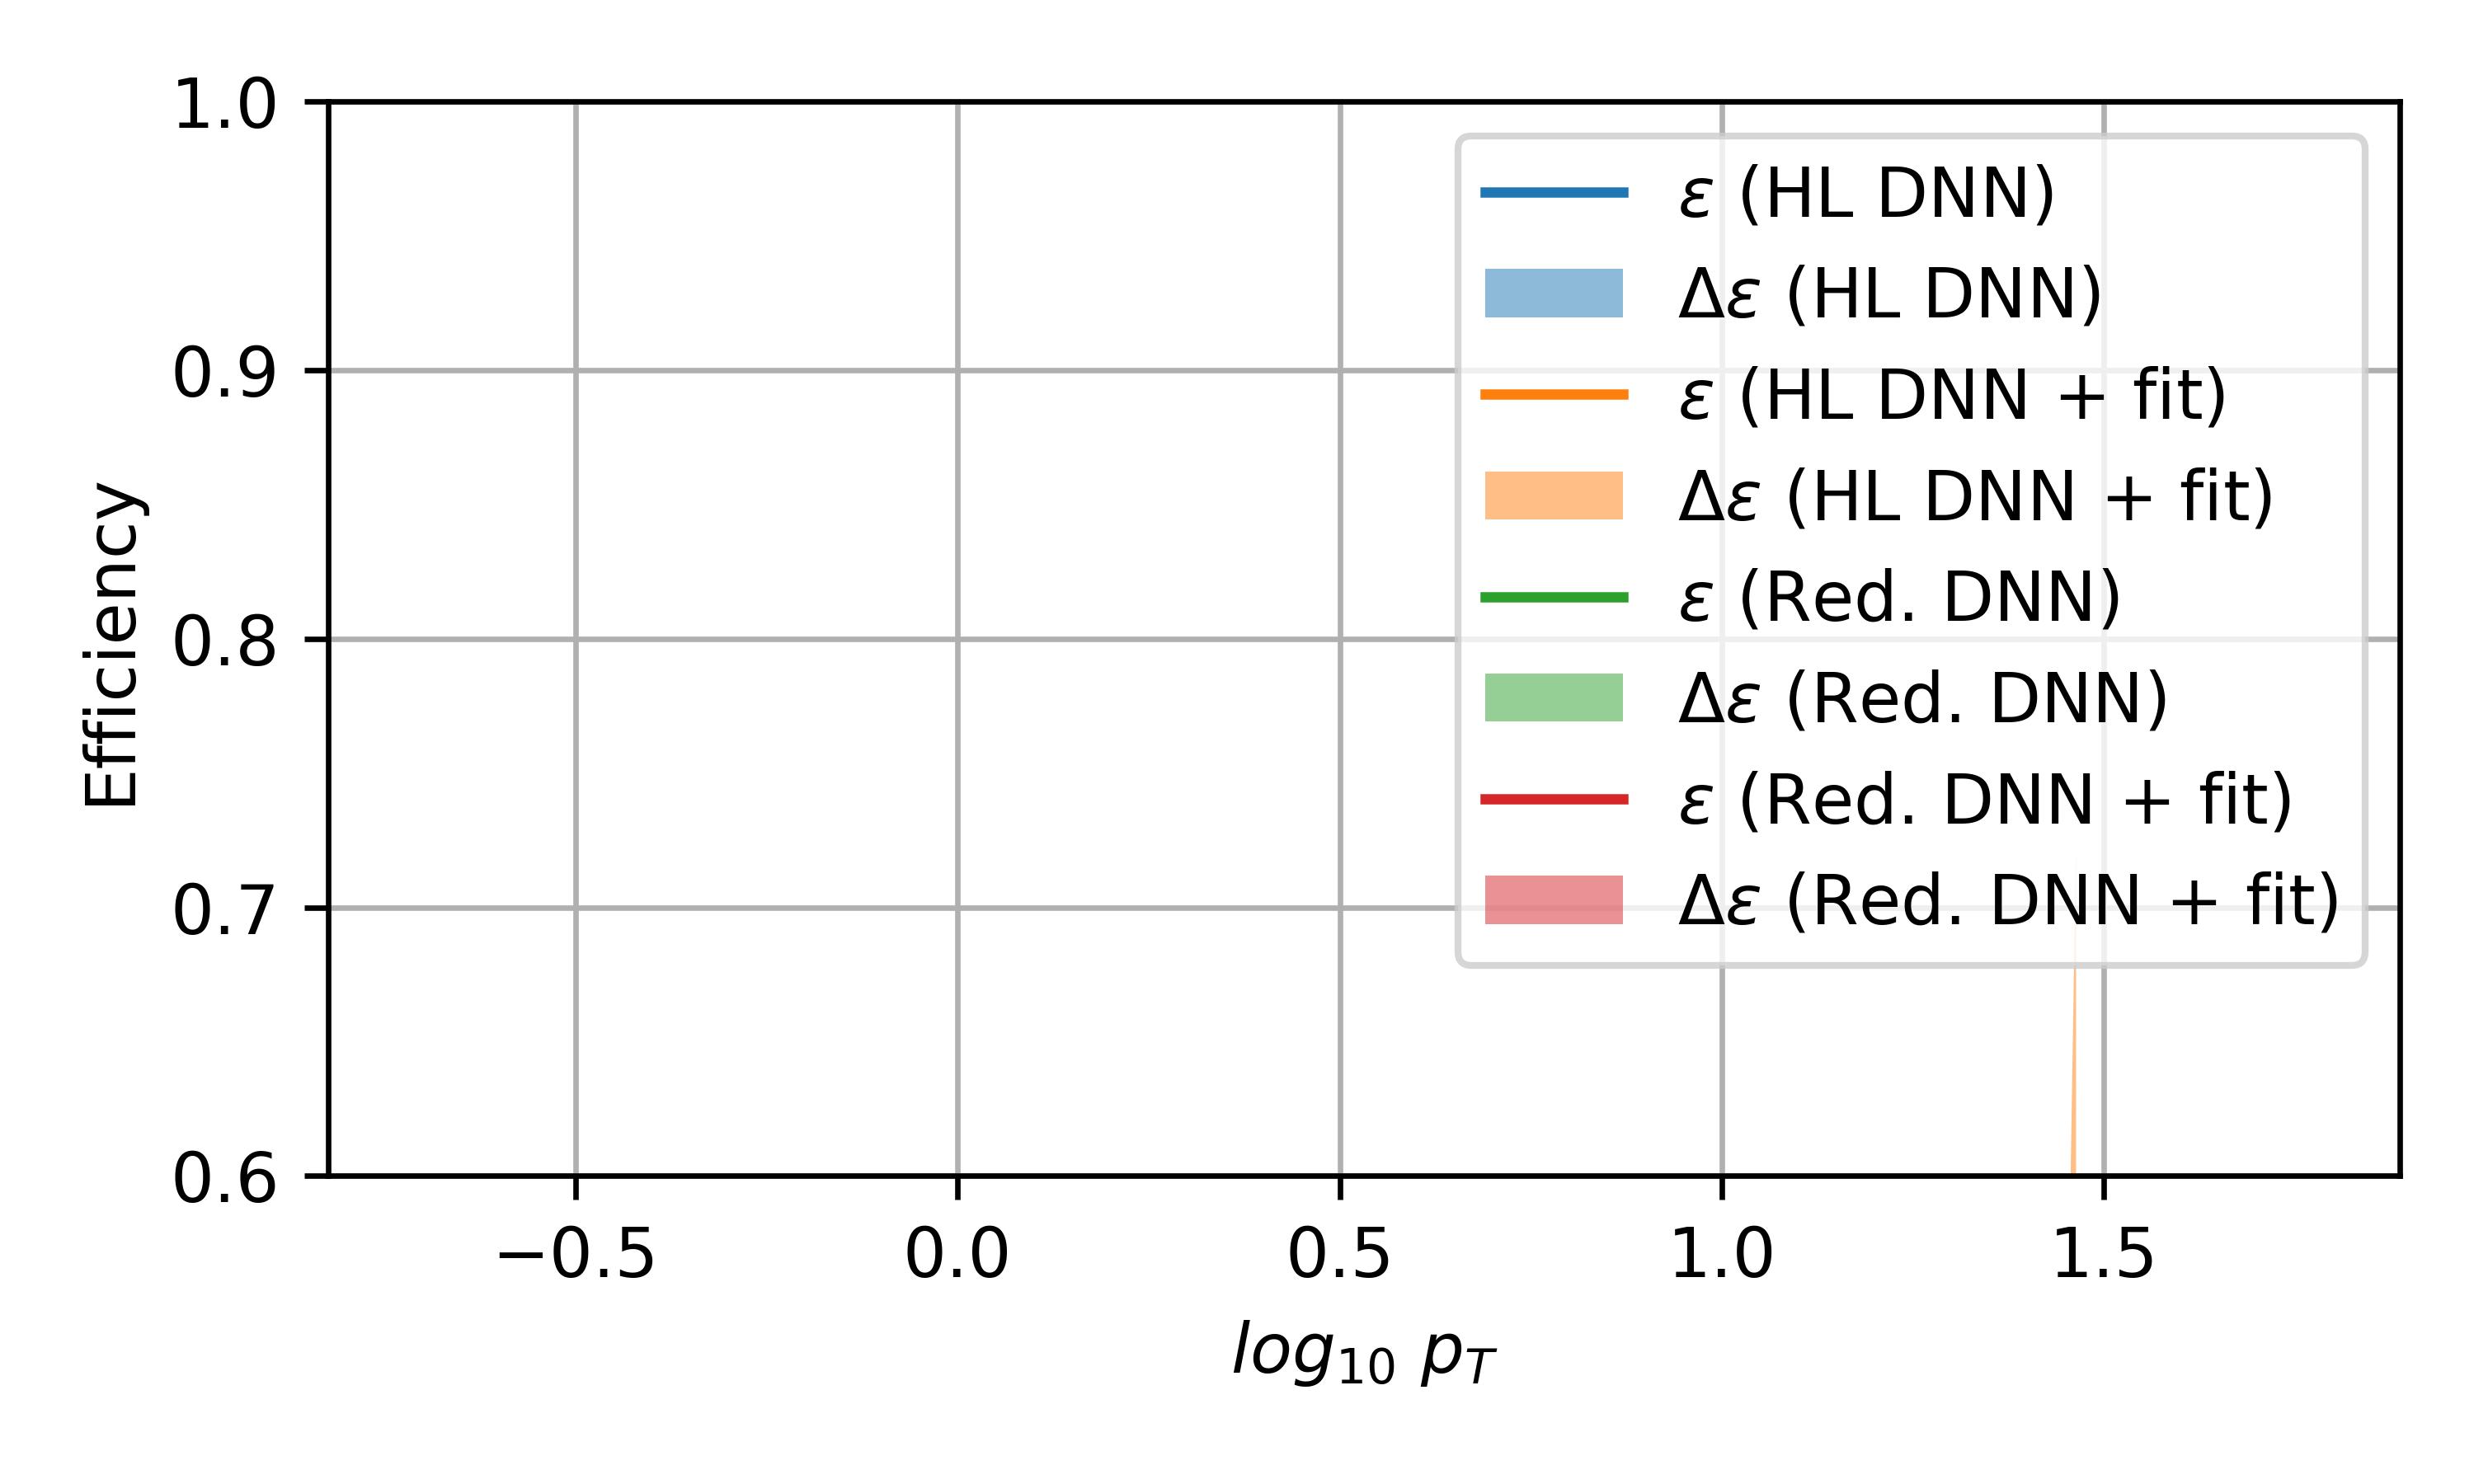 1.0
0.9
0.8
0.7
0.6
Efficiency
−0.5
0.0
0.5
1.0
1.5
log₁₀ p_T
ε (HL DNN)
Δε (HL DNN)
ε (HL DNN + fit)
Δε (HL DNN + fit)
ε (Red. DNN)
Δε (Red. DNN)
ε (Red. DNN + fit)
Δε (Red. DNN + fit)